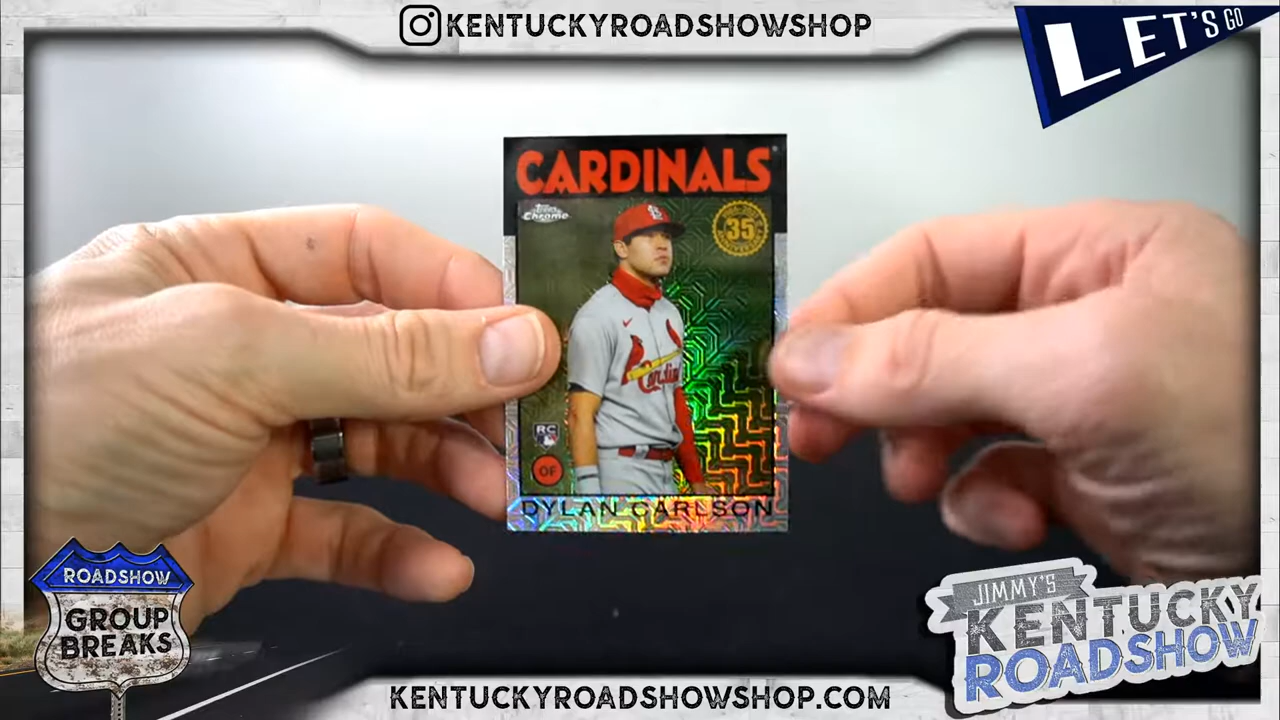 KENTUCKYROADSHOWSHOP
LET'S GO
CARDINALS
Topps
Chrome
35
Cardinals
RC
OF
DYLAN CARLSON
ROADSHOW
GROUP
BREAKS
JIMMY'S
KENTUCKY
ROADSHOW
KENTUCKYROADSHOWSHOP.COM